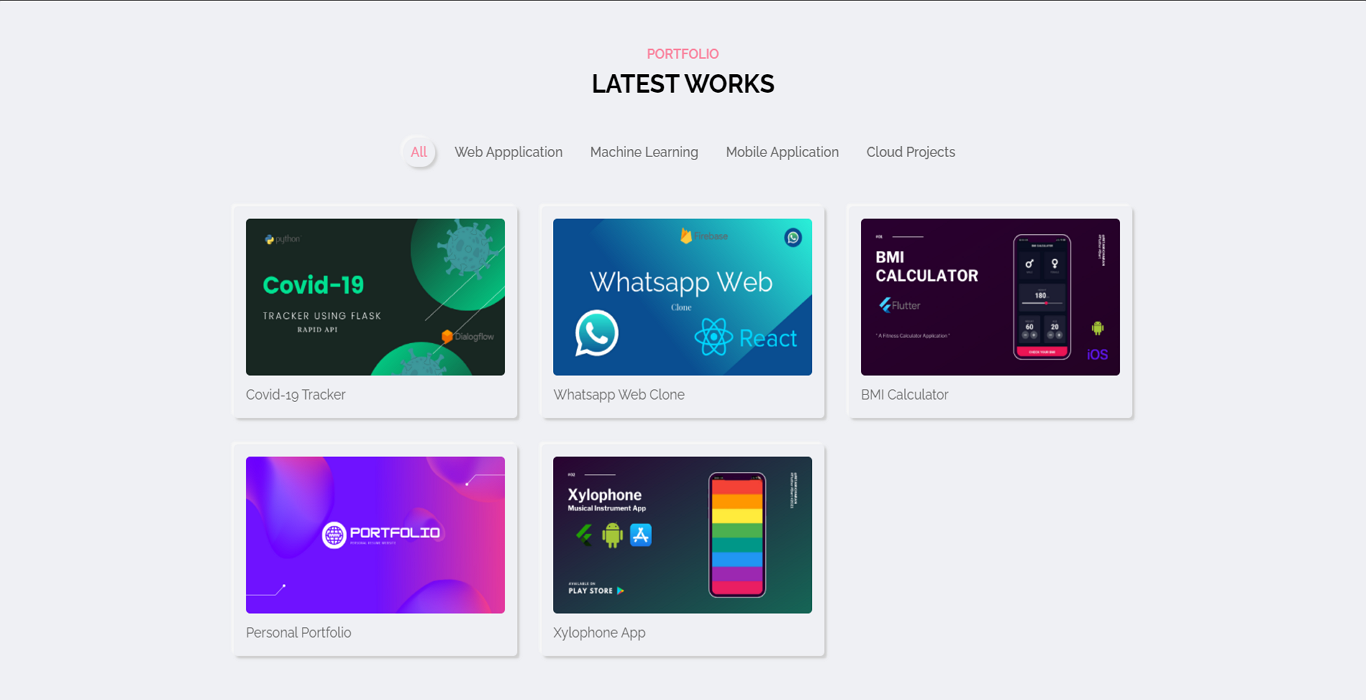 PORTFOLIO
LATEST WORKS
All Web Appplication Machine Learning Mobile Application Cloud Projects
python
Covid-19
TRACKER USING FLASK
RAPID API
Dialogflow
Covid-19 Tracker
Firebase
Whatsapp Web
Clone
React
Whatsapp Web Clone
BMI
CALCULATOR
Flutter
" A Fitness Calculator Application "
BMI CALCULATOR
180
60 20
iOS
BMI Calculator
PORTFOLIO
Personal Portfolio
Xylophone
Musical Instrument App
AVAILABLE ON
PLAY STORE
Xylophone App